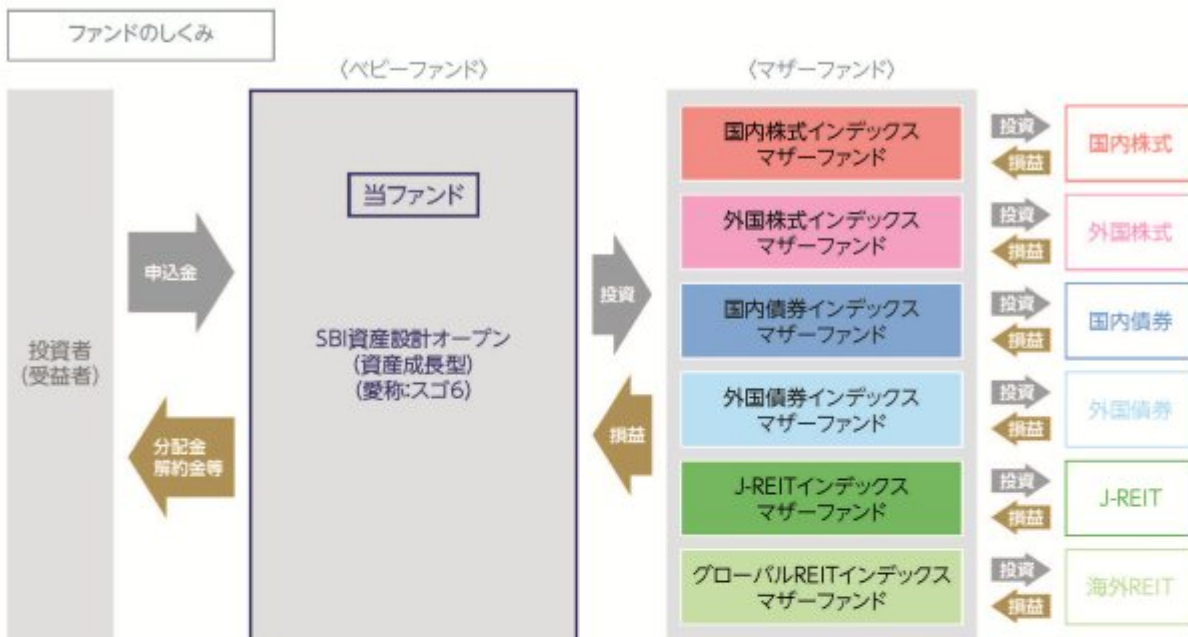 ファンドのしくみ
〈ベビーファンド〉
〈マザーファンド〉
投資者
(受益者)
申込金
分配金
解約金等
当ファンド
SBI資産設計オープン
(資産成長型)
(愛称:スゴ6)
投資
損益
国内株式インデックス
マザーファンド
投資
損益
国内株式
外国株式インデックス
マザーファンド
投資
損益
外国株式
国内債券インデックス
マザーファンド
投資
損益
国内債券
外国債券インデックス
マザーファンド
投資
損益
外国債券
J-REITインデックス
マザーファンド
投資
損益
J-REIT
グローバルREITインデックス
マザーファンド
投資
損益
海外REIT